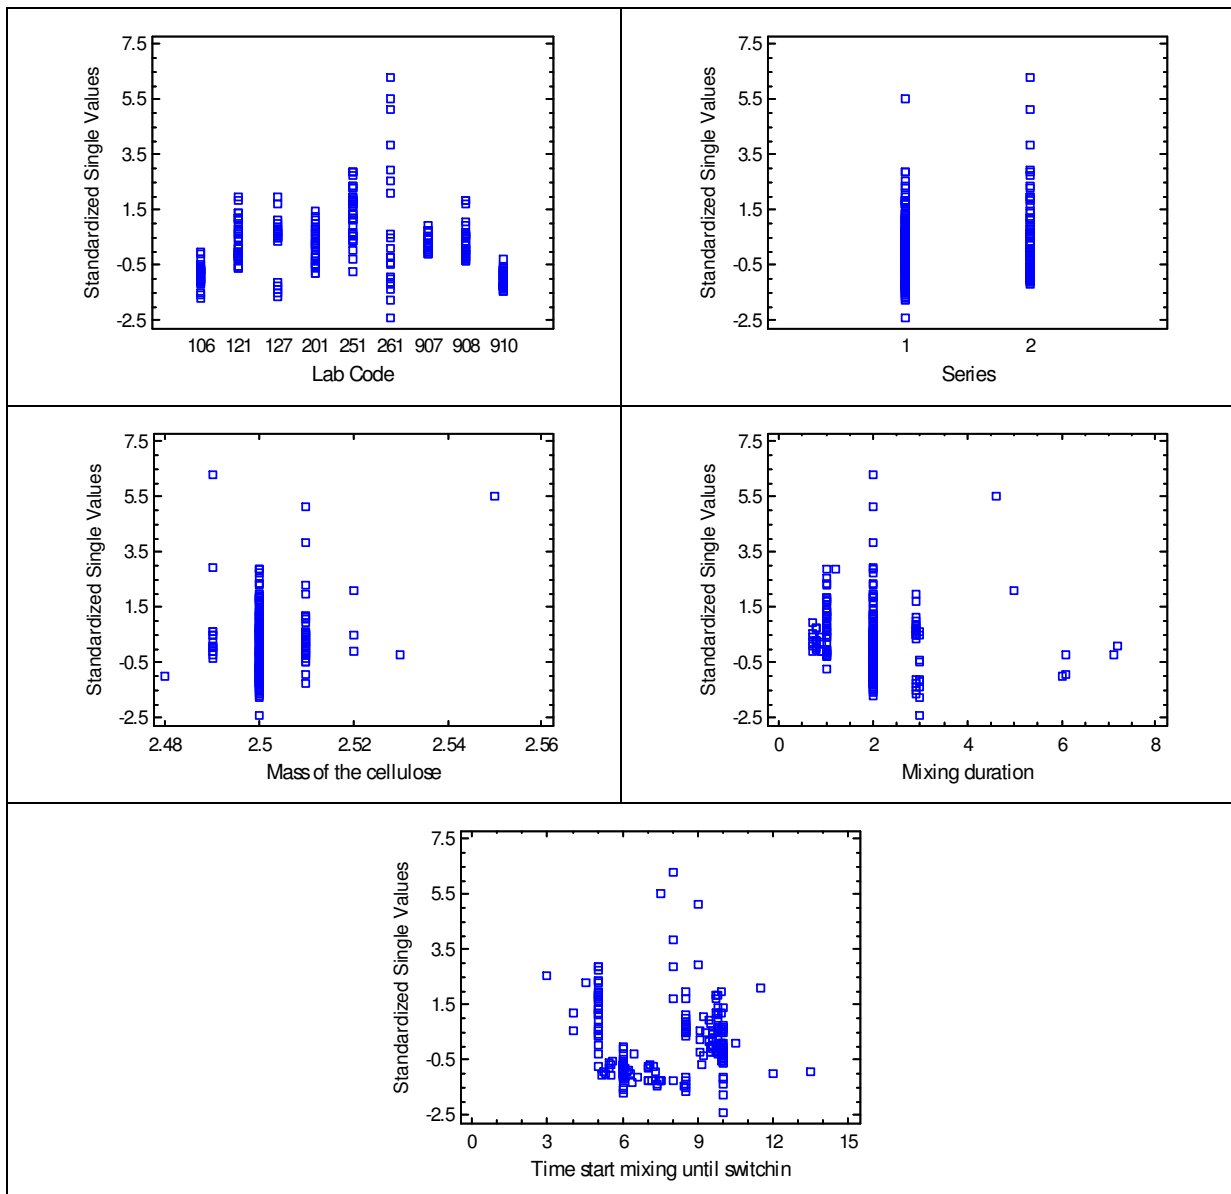 Standardized Single Values
7.5
5.5
3.5
1.5
-0.5
-2.5
106 121 127 201 251 261 907 908 910
Lab Code
Standardized Single Values
7.5
5.5
3.5
1.5
-0.5
-2.5
1 2
Series
Standardized Single Values
7.5
5.5
3.5
1.5
-0.5
-2.5
2.48 2.5 2.52 2.54 2.56
Mass of the cellulose
Standardized Single Values
7.5
5.5
3.5
1.5
-0.5
-2.5
0 2 4 6 8
Mixing duration
Standardized Single Values
7.5
5.5
3.5
1.5
-0.5
-2.5
0 3 6 9 12 15
Time start mixing until switchin